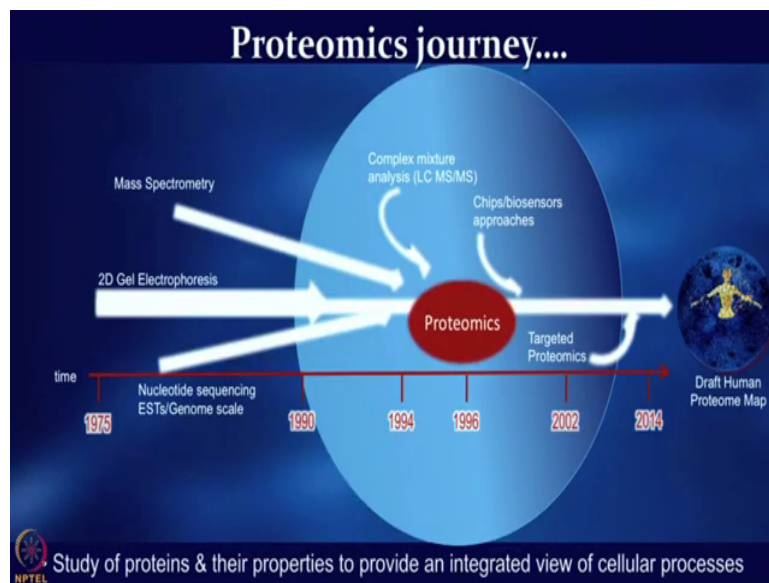 Proteomics journey....
Complex mixture
analysis (LC MS/MS)
Mass Spectrometry
Chips/biosensors
approaches
2D Gel Electrophoresis
Proteomics
Targeted
Proteomics
time
Nucleotide sequencing
ESTs/Genome scale
Draft Human
Proteome Map
1975
1990
1994
1996
2002
2014
Study of proteins & their properties to provide an integrated view of cellular processes
NPTEL